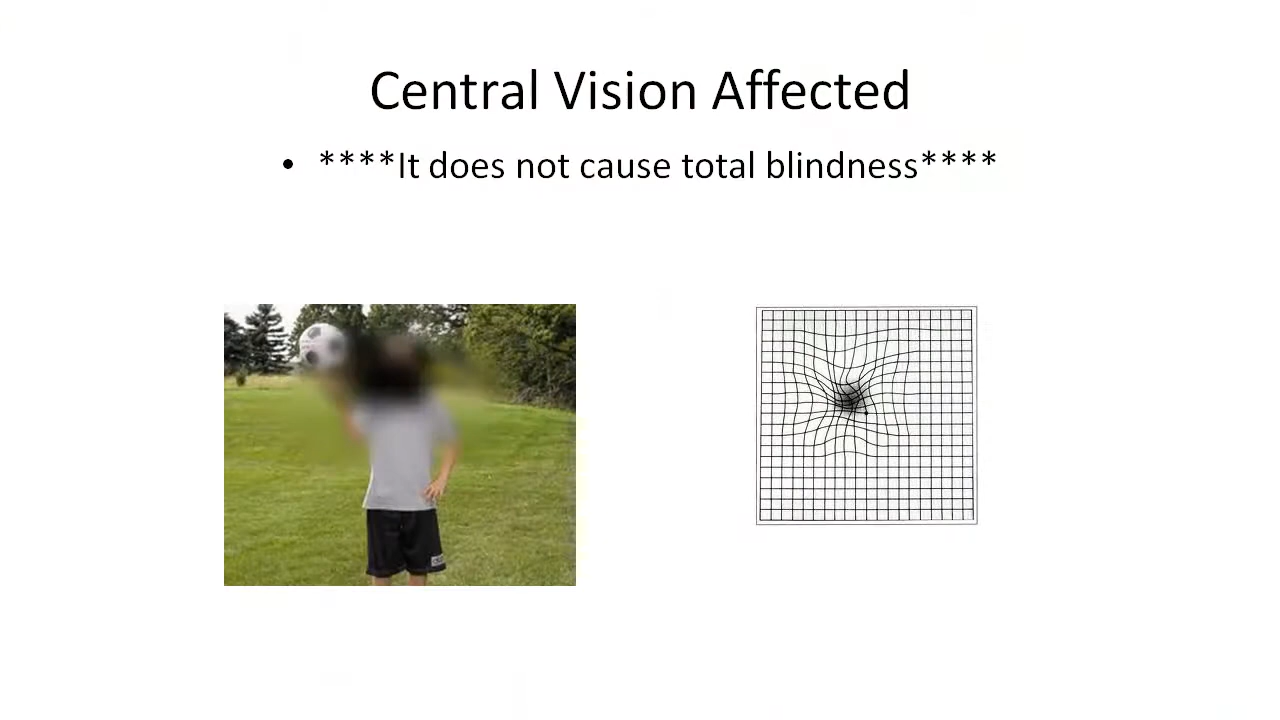 Central Vision Affected
• ****It does not cause total blindness****